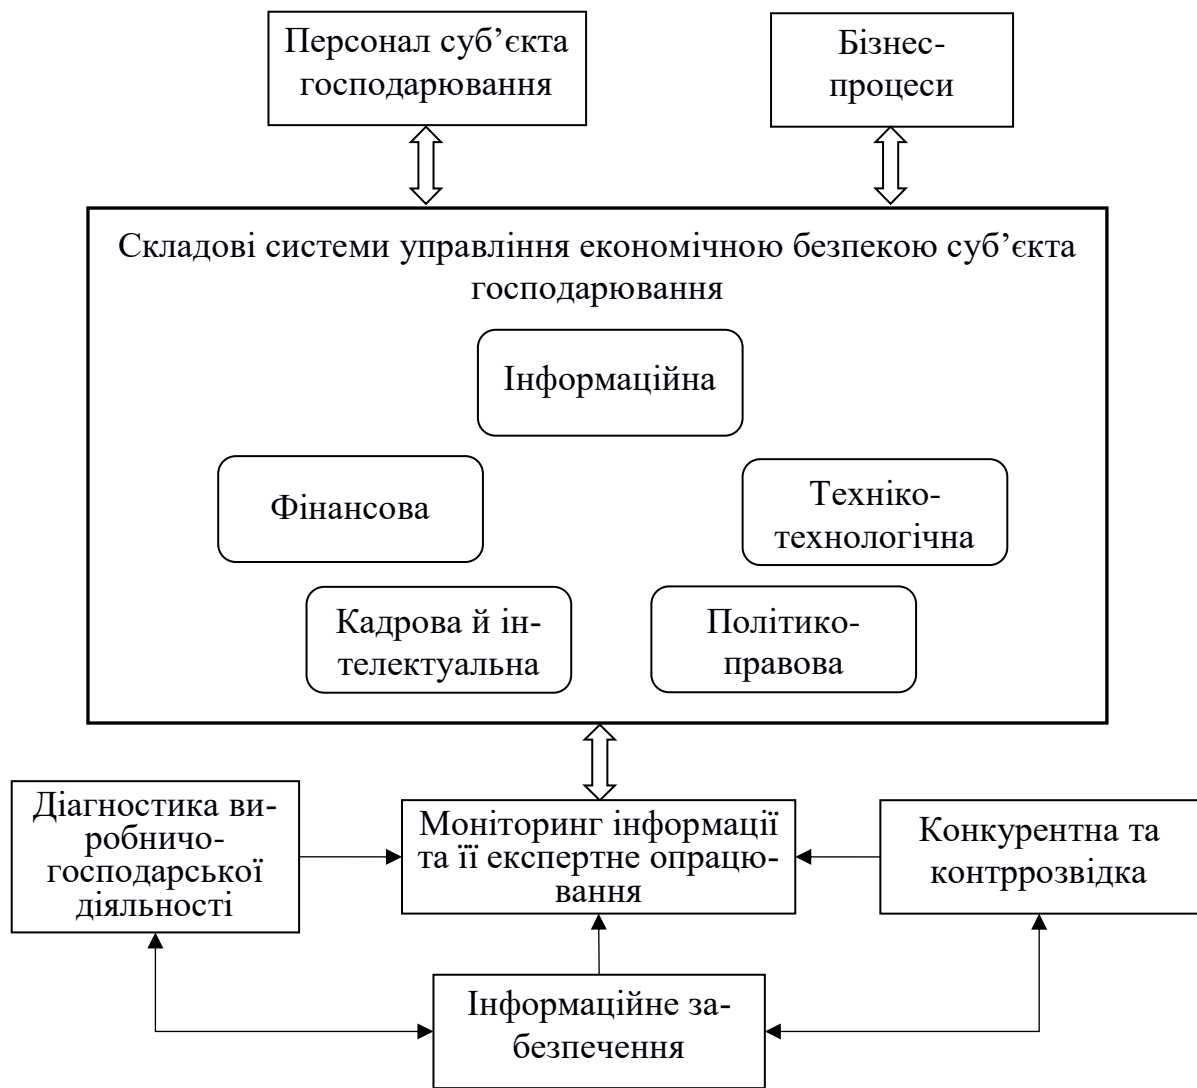 Персонал суб’єкта
господарювання
Бізнес-
процеси
Складові системи управління економічною безпекою суб’єкта
господарювання
Інформаційна
Фінансова
Техніко-
технологічна
Кадрова й ін-
телектуальна
Політико-
правова
Діагностика ви-
робничо-
господарської
діяльності
Моніторинг інформації
та її експертне опрацю-
вання
Конкурентна та
контррозвідка
Інформаційне за-
безпечення